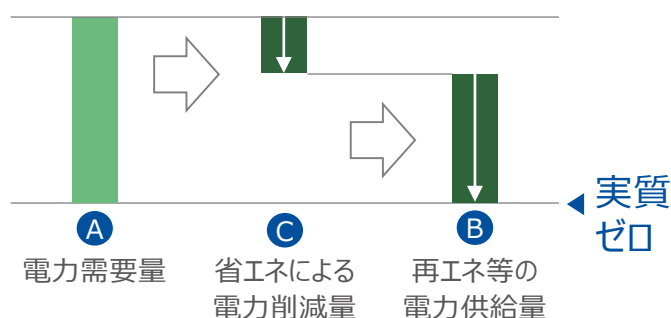 実質
ゼロ
A
電力需要量
C
省エネによる
電力削減量
B
再エネ等の
電力供給量